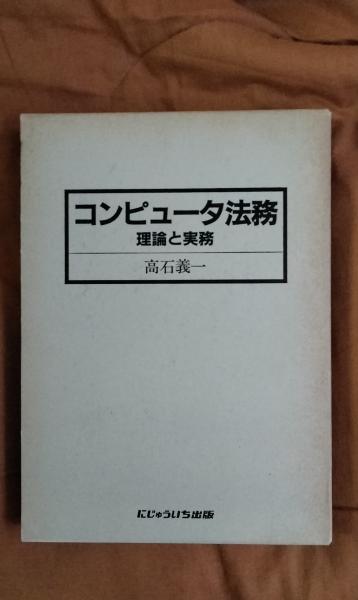 コンピュータ法務
理論と実務
高石義一
にじゅういち出版